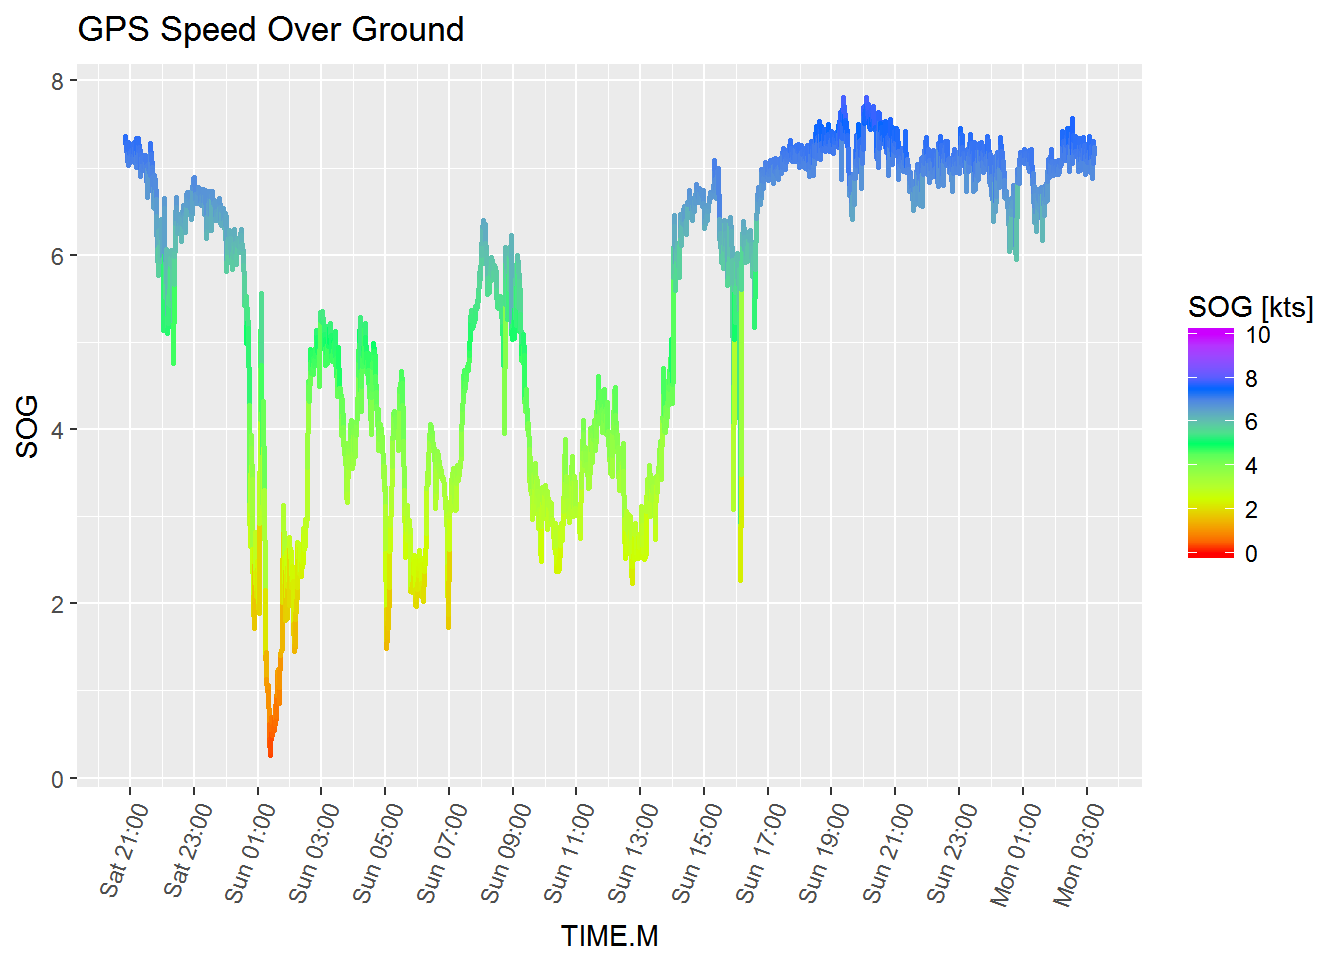 GPS Speed Over Ground
8
6
4
2
0
SOG
Sat 21:00
Sat 23:00
Sun 01:00
Sun 03:00
Sun 05:00
Sun 07:00
Sun 09:00
Sun 11:00
Sun 13:00
Sun 15:00
Sun 17:00
Sun 19:00
Sun 21:00
Sun 23:00
Mon 01:00
Mon 03:00
TIME.M
SOG [kts]
10
8
6
4
2
0